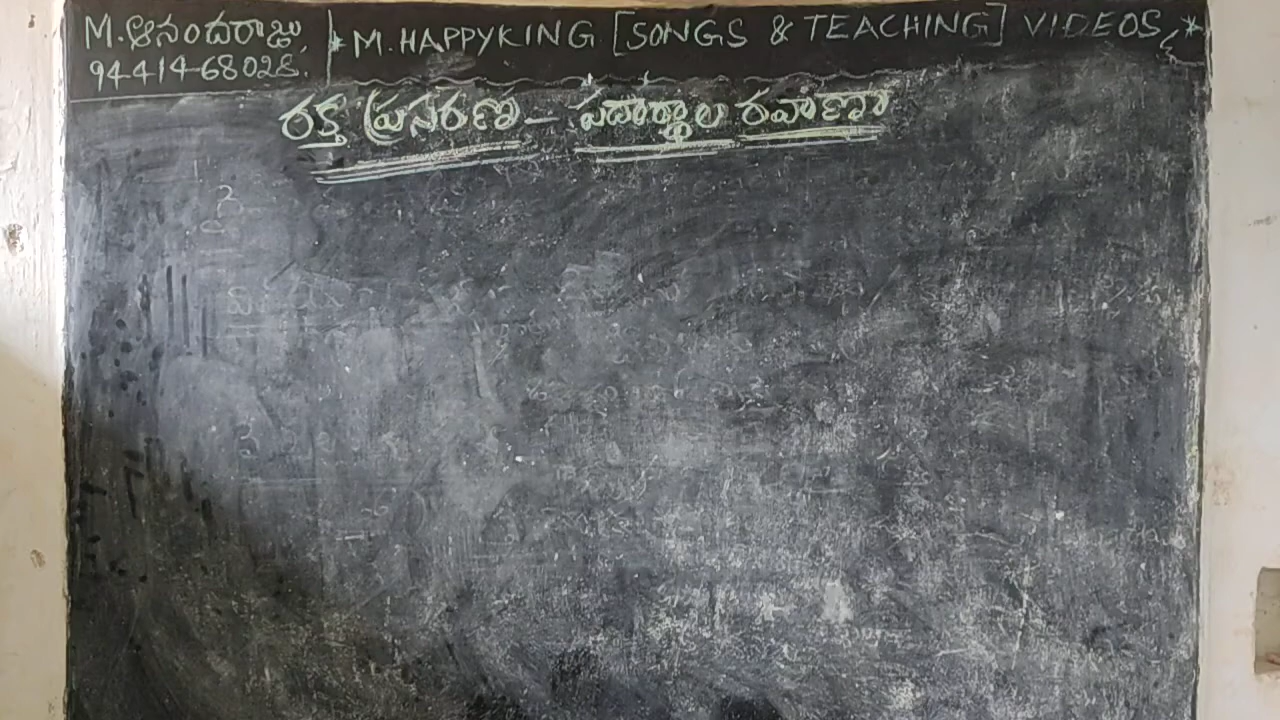 M. ఆనందరాజు,
94414-68028.
* M. HAPPYKING [SONGS & TEACHING] VIDEOS *
రక్త ప్రసరణ - పదార్థాల రవాణా